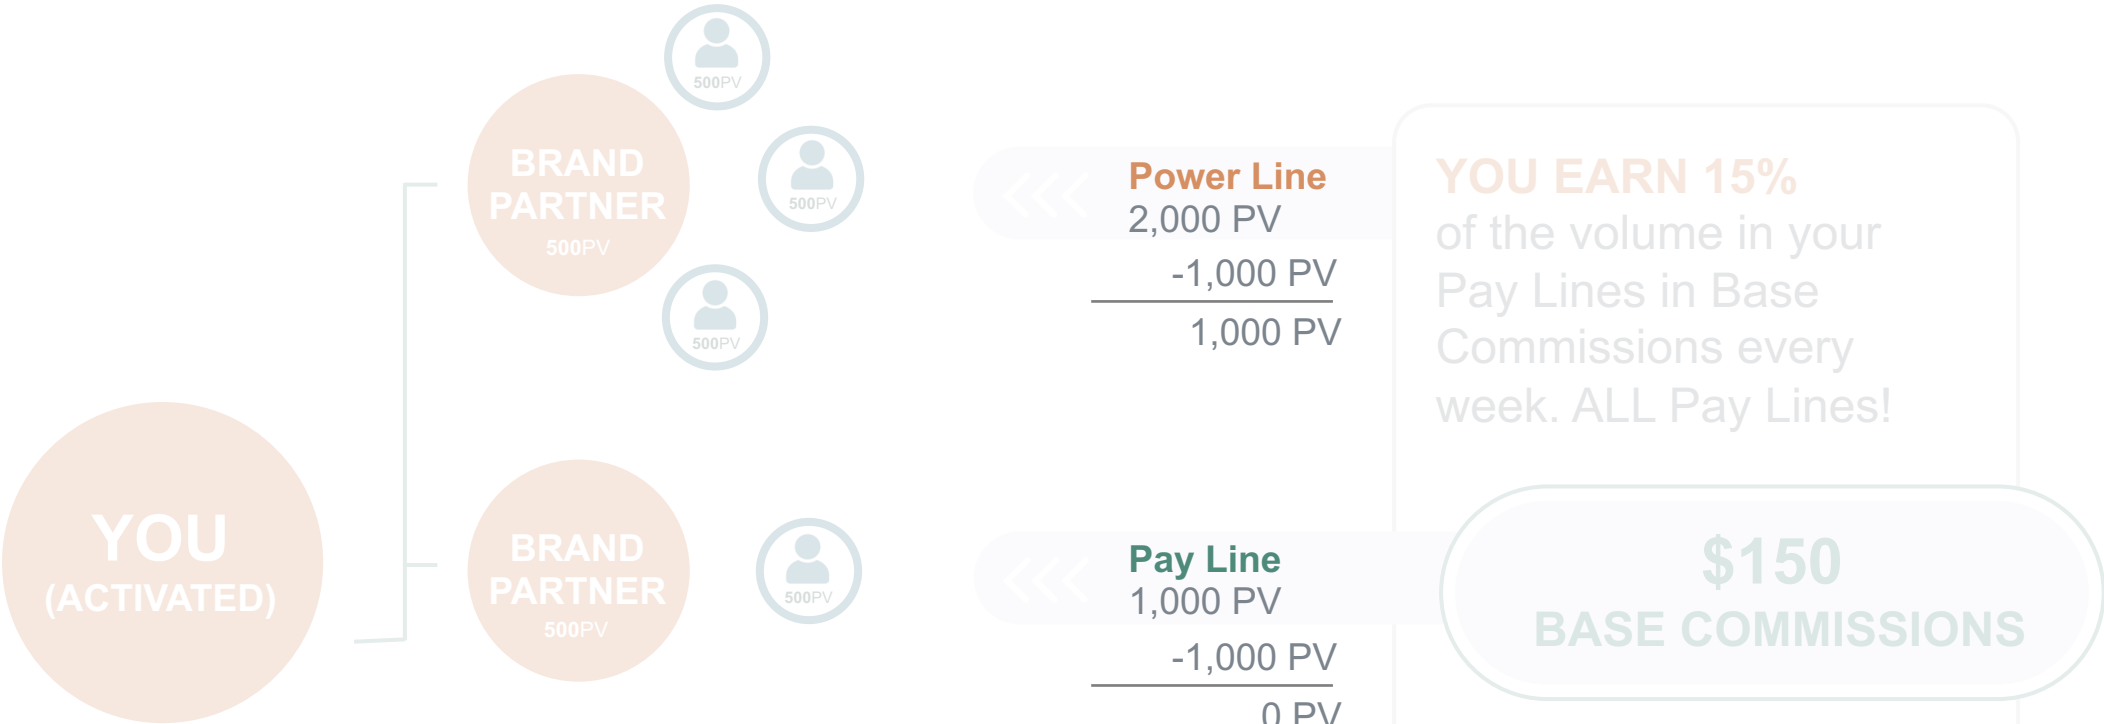 500PV
BRAND
PARTNER
500PV
500PV
500PV
Power Line
2,000 PV
-1,000 PV
1,000 PV
YOU EARN 15%
of the volume in your
Pay Lines in Base
Commissions every
week. ALL Pay Lines!
YOU
(ACTIVATED)
BRAND
PARTNER
500PV
500PV
Pay Line
1,000 PV
-1,000 PV
0 PV
$150
BASE COMMISSIONS